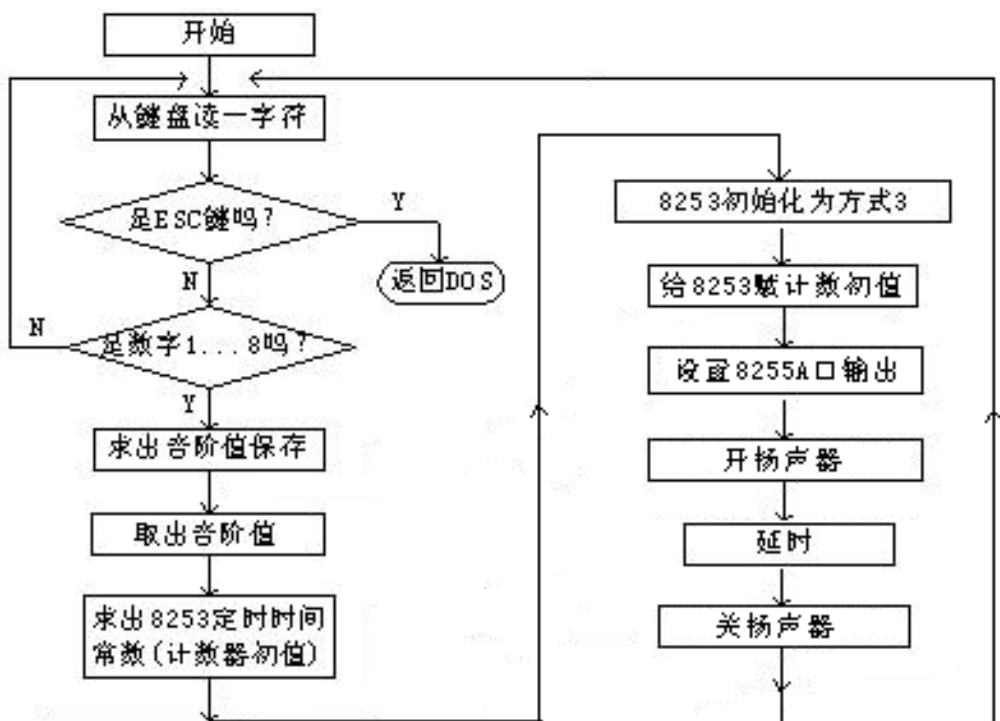 开始
从键盘读一字符
是ESC键吗?
Y
返回DOS
N
是数字1...8吗?
N
Y
求出音阶值保存
取出音阶值
求出8253定时时间
常数(计数器初值)
8253初始化为方式3
给8253赋计数初值
设置8255A口输出
开扬声器
延时
关扬声器